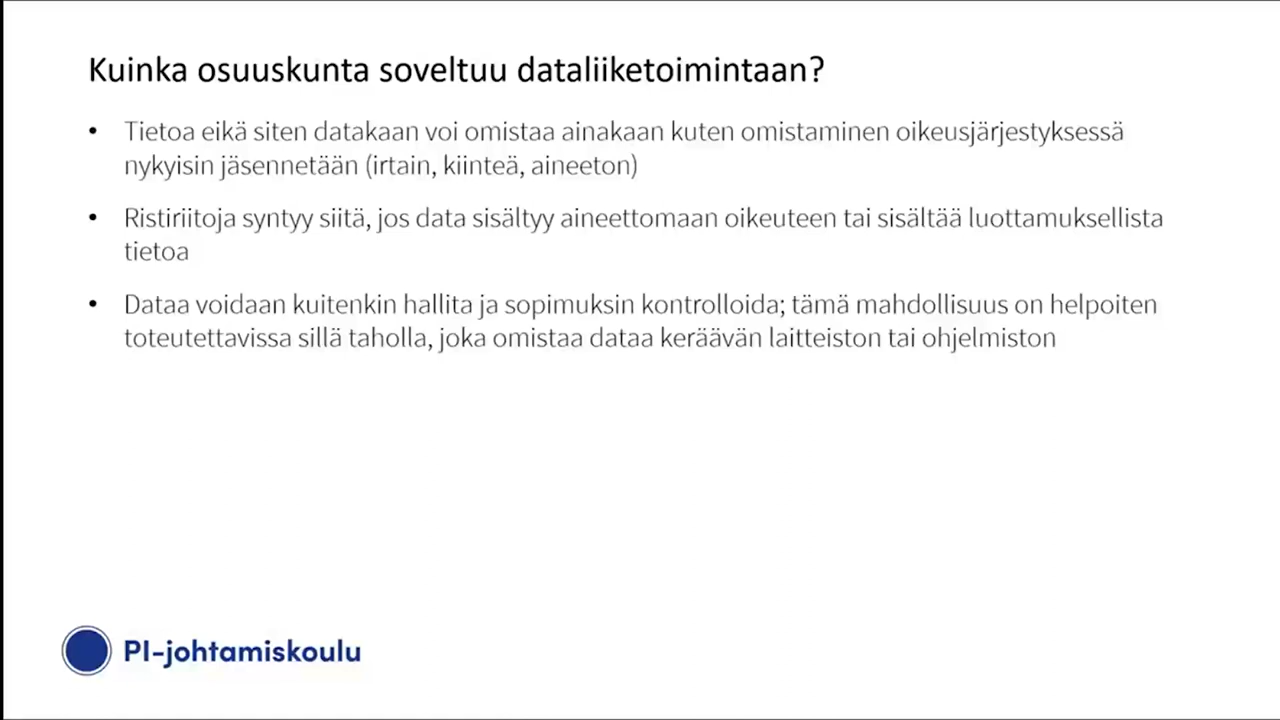 Kuinka osuuskunta soveltuu dataliiketoimintaan?
• Tietoa eikä siten datakaan voi omistaa ainakaan kuten omistaminen oikeusjärjestyksessä
nykyisin jäsennetään (irtain, kiinteä, aineeton)
• Ristiriitoja syntyy siitä, jos data sisältyy aineettomaan oikeuteen tai sisältää luottamuksellista
tietoa
• Dataa voidaan kuitenkin hallita ja sopimuksin kontrolloida; tämä mahdollisuus on helpoiten
toteutettavissa sillä taholla, joka omistaa dataa keräävän laitteiston tai ohjelmiston
PI-johtamiskoulu